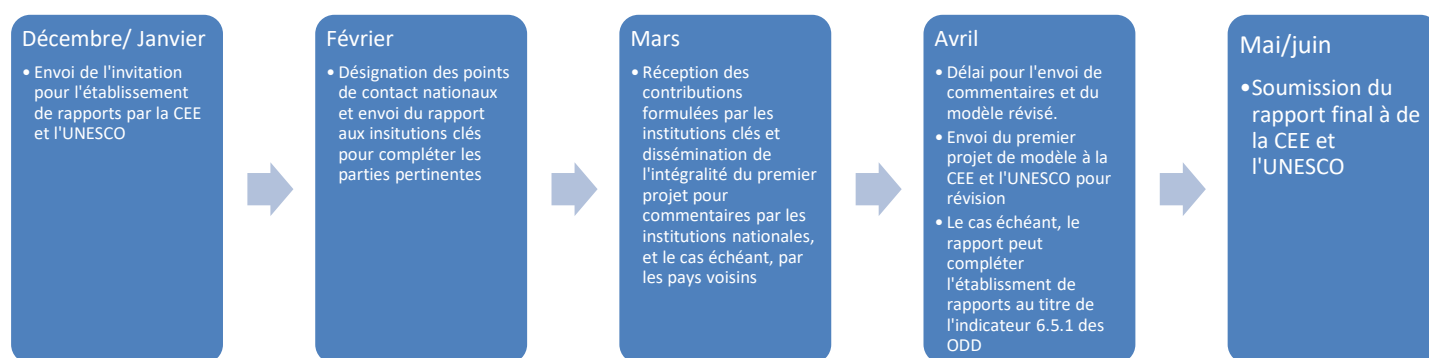 Décembre/ Janvier
• Envoi de l'invitation
pour l'établissement
de rapports par la CEE
et l'UNESCO
Février
• Désignation des points
de contact nationaux
et envoi du rapport
aux insitutions clés
pour compléter les
parties pertinentes
Mars
• Réception des
contributions
formulées par les
institutions clés et
dissémination de
l'intégralité du premier
projet pour
commentaires par les
institutions nationales,
et le cas échéant, par
les pays voisins
Avril
• Délai pour l'envoi de
commentaires et du
modèle révisé.
• Envoi du premier
projet de modèle à la
CEE et l'UNESCO pour
révision
• Le cas échéant, le
rapport peut
compléter
l'établissment de
rapports au titre de
l'indicateur 6.5.1 des
ODD
Mai/juin
•Soumission du
rapport final à de
la CEE et
l'UNESCO